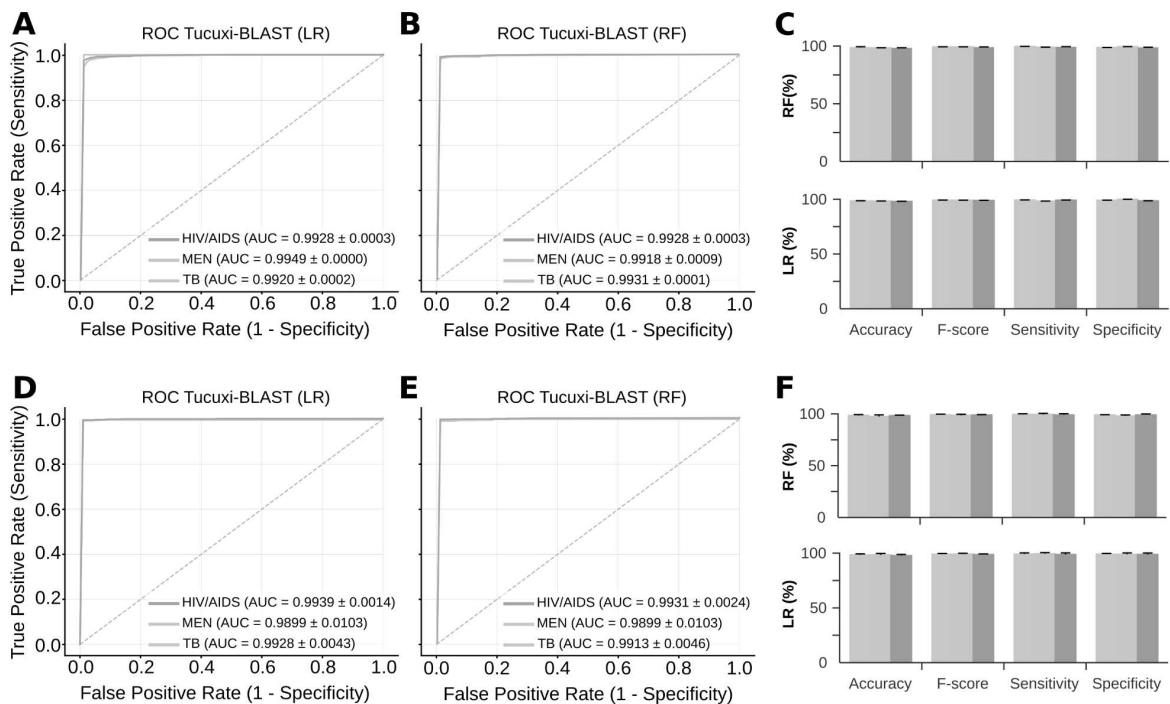 A
ROC Tucuxi-BLAST (LR)
True Positive Rate (Sensitivity)
1.0
0.8
0.6
0.4
0.2
0.0
HIV/AIDS (AUC = 0.9928 ± 0.0003)
MEN (AUC = 0.9949 ± 0.0000)
TB (AUC = 0.9920 ± 0.0002)
0.0 0.2 0.4 0.6 0.8 1.0
False Positive Rate (1 - Specificity)
B
ROC Tucuxi-BLAST (RF)
HIV/AIDS (AUC = 0.9928 ± 0.0003)
MEN (AUC = 0.9918 ± 0.0009)
TB (AUC = 0.9931 ± 0.0001)
0.0 0.2 0.4 0.6 0.8 1.0
False Positive Rate (1 - Specificity)
C
RF(%)
100
50
0
LR (%)
100
50
0
Accuracy F-score Sensitivity Specificity
D
ROC Tucuxi-BLAST (LR)
True Positive Rate (Sensitivity)
1.0
0.8
0.6
0.4
0.2
0.0
HIV/AIDS (AUC = 0.9939 ± 0.0014)
MEN (AUC = 0.9899 ± 0.0103)
TB (AUC = 0.9928 ± 0.0043)
0.0 0.2 0.4 0.6 0.8 1.0
False Positive Rate (1 - Specificity)
E
ROC Tucuxi-BLAST (RF)
HIV/AIDS (AUC = 0.9931 ± 0.0024)
MEN (AUC = 0.9899 ± 0.0103)
TB (AUC = 0.9913 ± 0.0046)
0.0 0.2 0.4 0.6 0.8 1.0
False Positive Rate (1 - Specificity)
F
RF (%)
100
50
0
LR (%)
100
50
0
Accuracy F-score Sensitivity Specificity